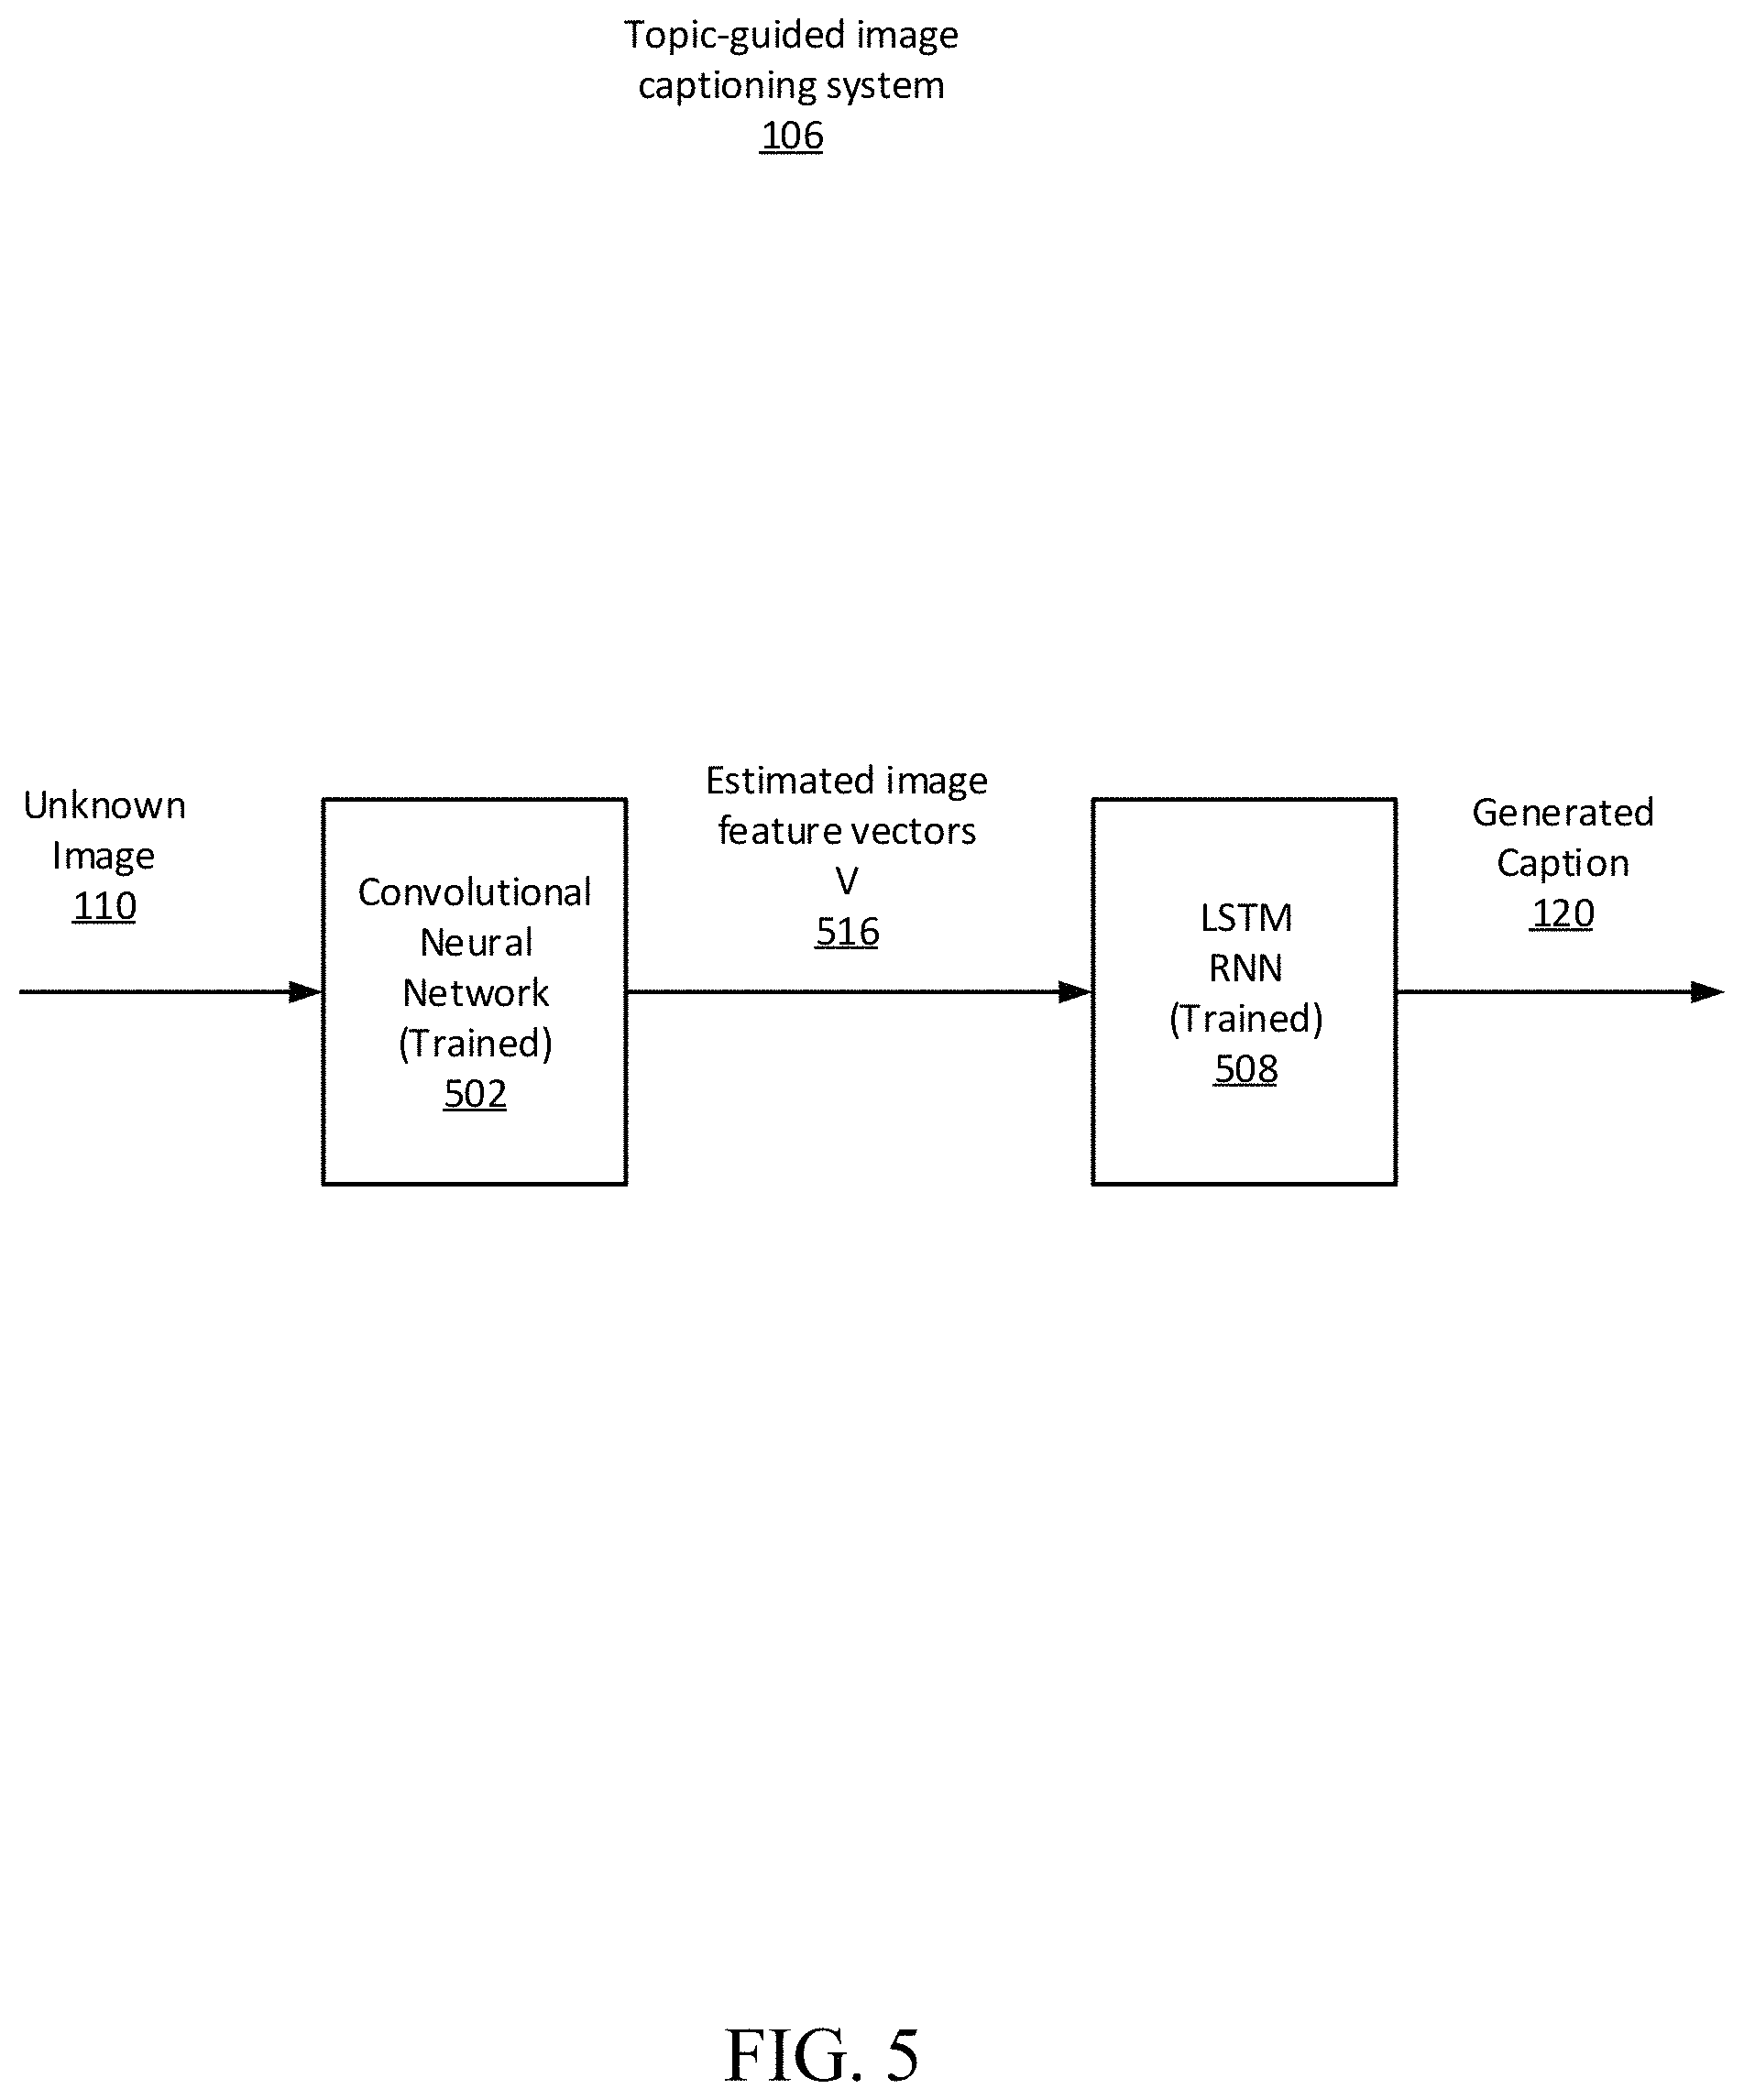 Topic-guided image
captioning system
106
Unknown
Image
110
Convolutional
Neural
Network
(Trained)
502
Estimated image
feature vectors
V
516
LSTM
RNN
(Trained)
508
Generated
Caption
120
FIG. 5